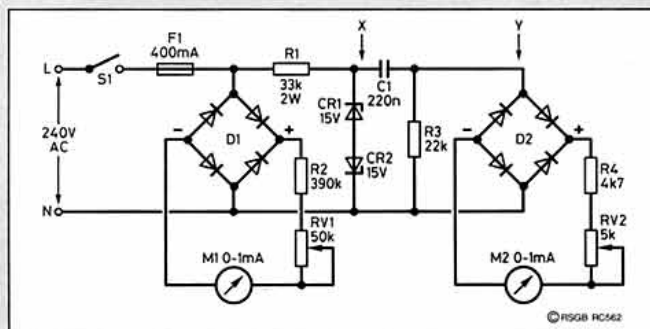 X
Y
F1
400mA
L
S1
R1
33k
2W
C1
220n
240V
AC
-
D1
+
R2
390k
CR1
15V
CR2
15V
R3
22k
-
D2
+
R4
4k7
N
RV1
50k
M1 0-1mA
RV2
5k
M2 0-1mA
©RSGB RC562